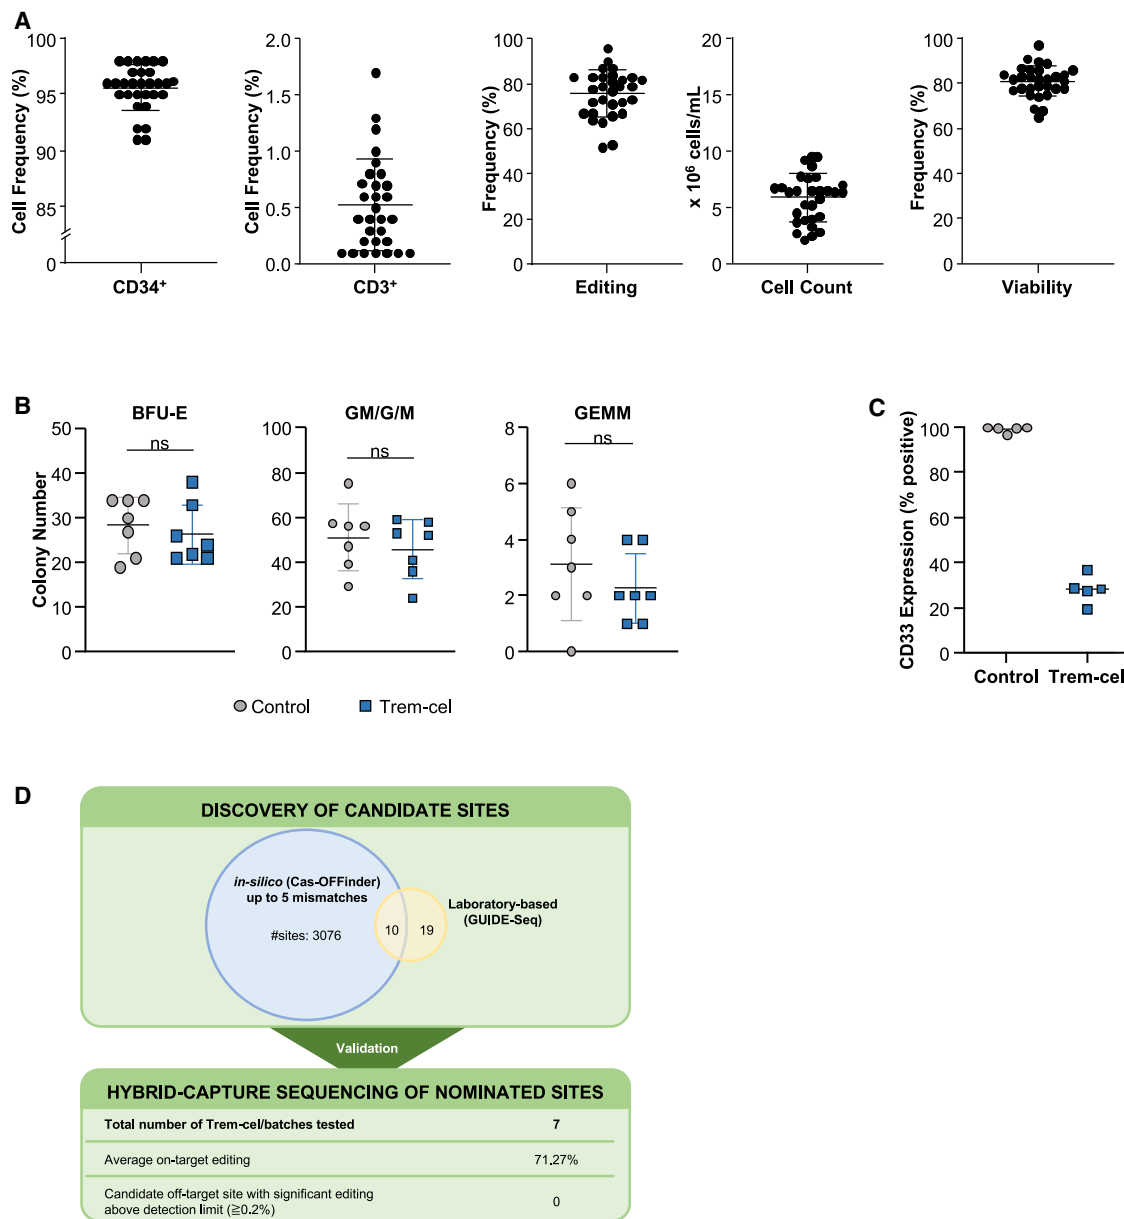 A
Cell Frequency (%)
100
95
90
85
0
CD34+
Cell Frequency (%)
2.0
1.5
1.0
0.5
0.0
CD3+
Frequency (%)
100
80
60
40
20
0
Editing
x 10⁶ cells/mL
20
15
10
5
0
Cell Count
Frequency (%)
100
80
60
40
20
0
Viability
B
Colony Number
BFU-E
50
40
30
20
10
0
ns
GM/G/M
100
80
60
40
20
0
ns
GEMM
8
6
4
2
0
ns
Control
Trem-cel
C
CD33 Expression (% positive)
100
80
60
40
20
0
Control Trem-cel
D
DISCOVERY OF CANDIDATE SITES
in-silico (Cas-OFFinder)
up to 5 mismatches
#sites: 3076
10 19
Laboratory-based
(GUIDE-Seq)
Validation
HYBRID-CAPTURE SEQUENCING OF NOMINATED SITES
Total number of Trem-cel/batches tested 7
Average on-target editing 71.27%
Candidate off-target site with significant editing
above detection limit (≧0.2%) 0